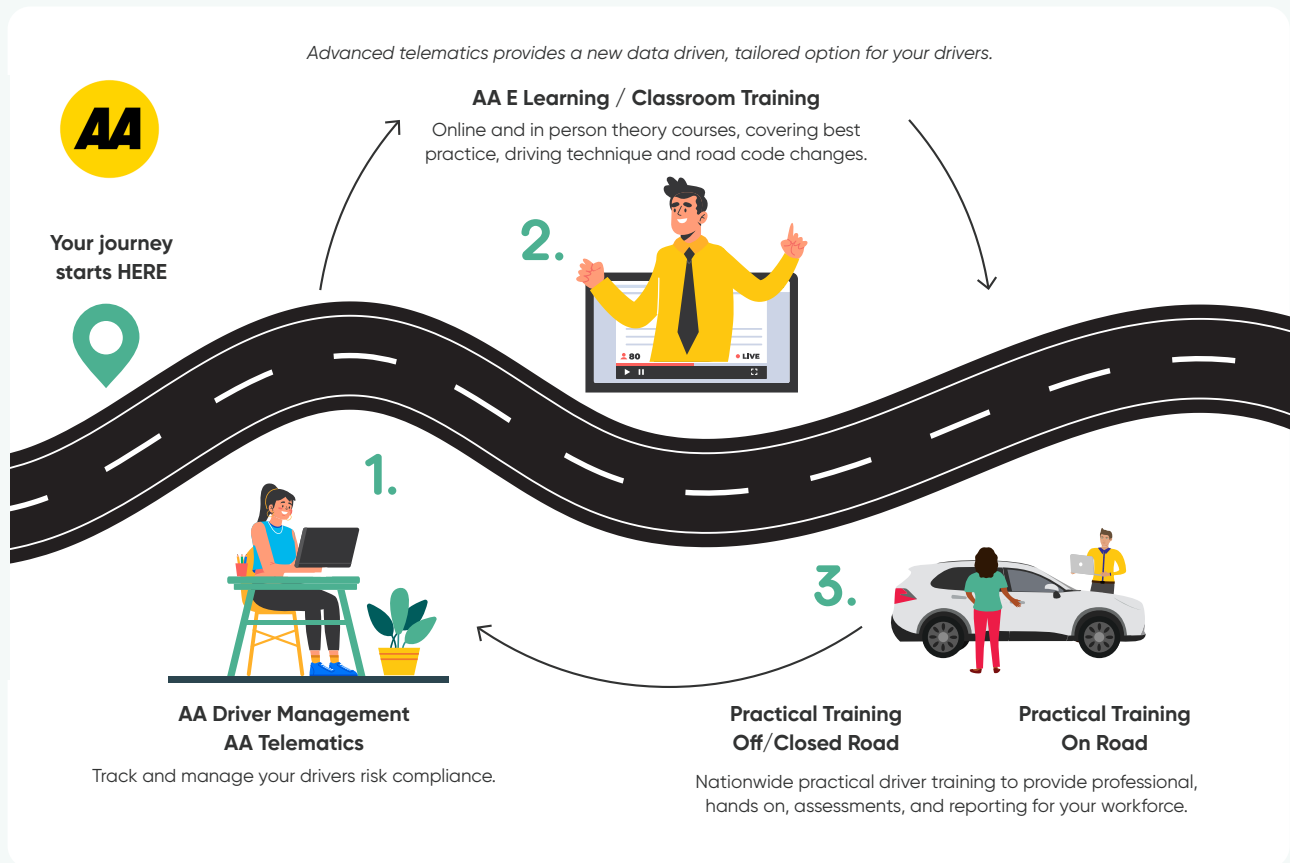 Advanced telematics provides a new data driven, tailored option for your drivers.
AA
AA E Learning / Classroom Training
Online and in person theory courses, covering best
practice, driving technique and road code changes.
Your journey
starts HERE
2.
80
LIVE
1.
3.
AA Driver Management
AA Telematics
Track and manage your drivers risk compliance.
Practical Training
Off/Closed Road
Practical Training
On Road
Nationwide practical driver training to provide professional,
hands on, assessments, and reporting for your workforce.